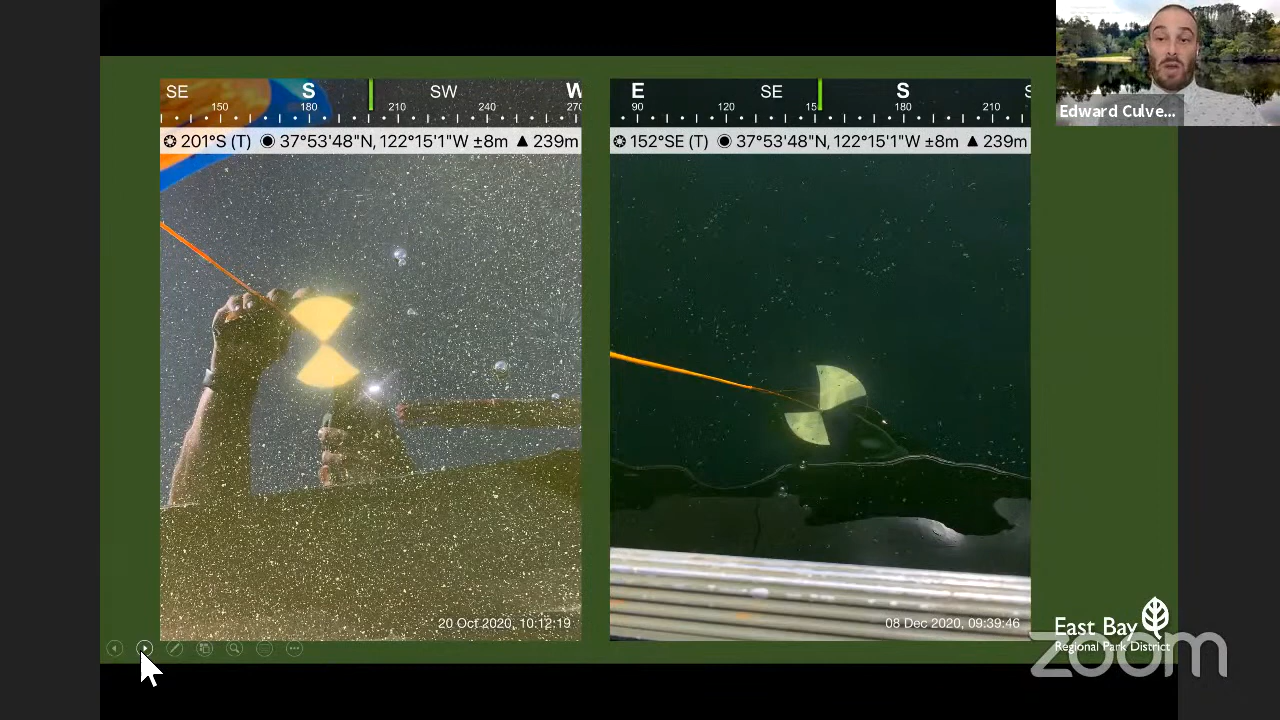 SE S SW W
150 180 210 240 270
201°S (T) 37°53'48"N, 122°15'1"W ±8m ▲ 239m
20 Oct 2020, 10:12:19
E SE S
90 120 15 180 210
152°SE (T) 37°53'48"N, 122°15'1"W ±8m ▲ 239m
08 Dec 2020, 09:39:46
Edward Culve...
East Bay
Regional Park District
zoom